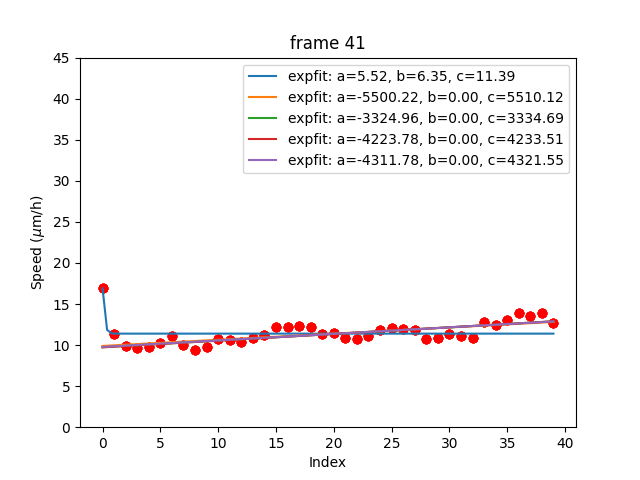 frame 41
45
40
35
30
25
20
15
10
5
0
Speed (μm/h)
expfit: a=5.52, b=6.35, c=11.39
expfit: a=-5500.22, b=0.00, c=5510.12
expfit: a=-3324.96, b=0.00, c=3334.69
expfit: a=-4223.78, b=0.00, c=4233.51
expfit: a=-4311.78, b=0.00, c=4321.55
0 5 10 15 20 25 30 35 40
Index